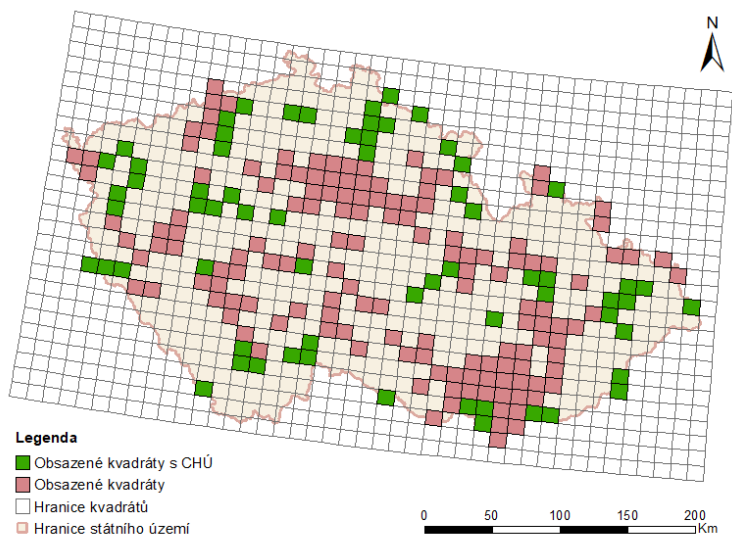 N
Legenda
Obsazené kvadráty s CHÚ
Obsazené kvadráty
Hranice kvadrátů
Hranice státního území
0 50 100 150 200
Km